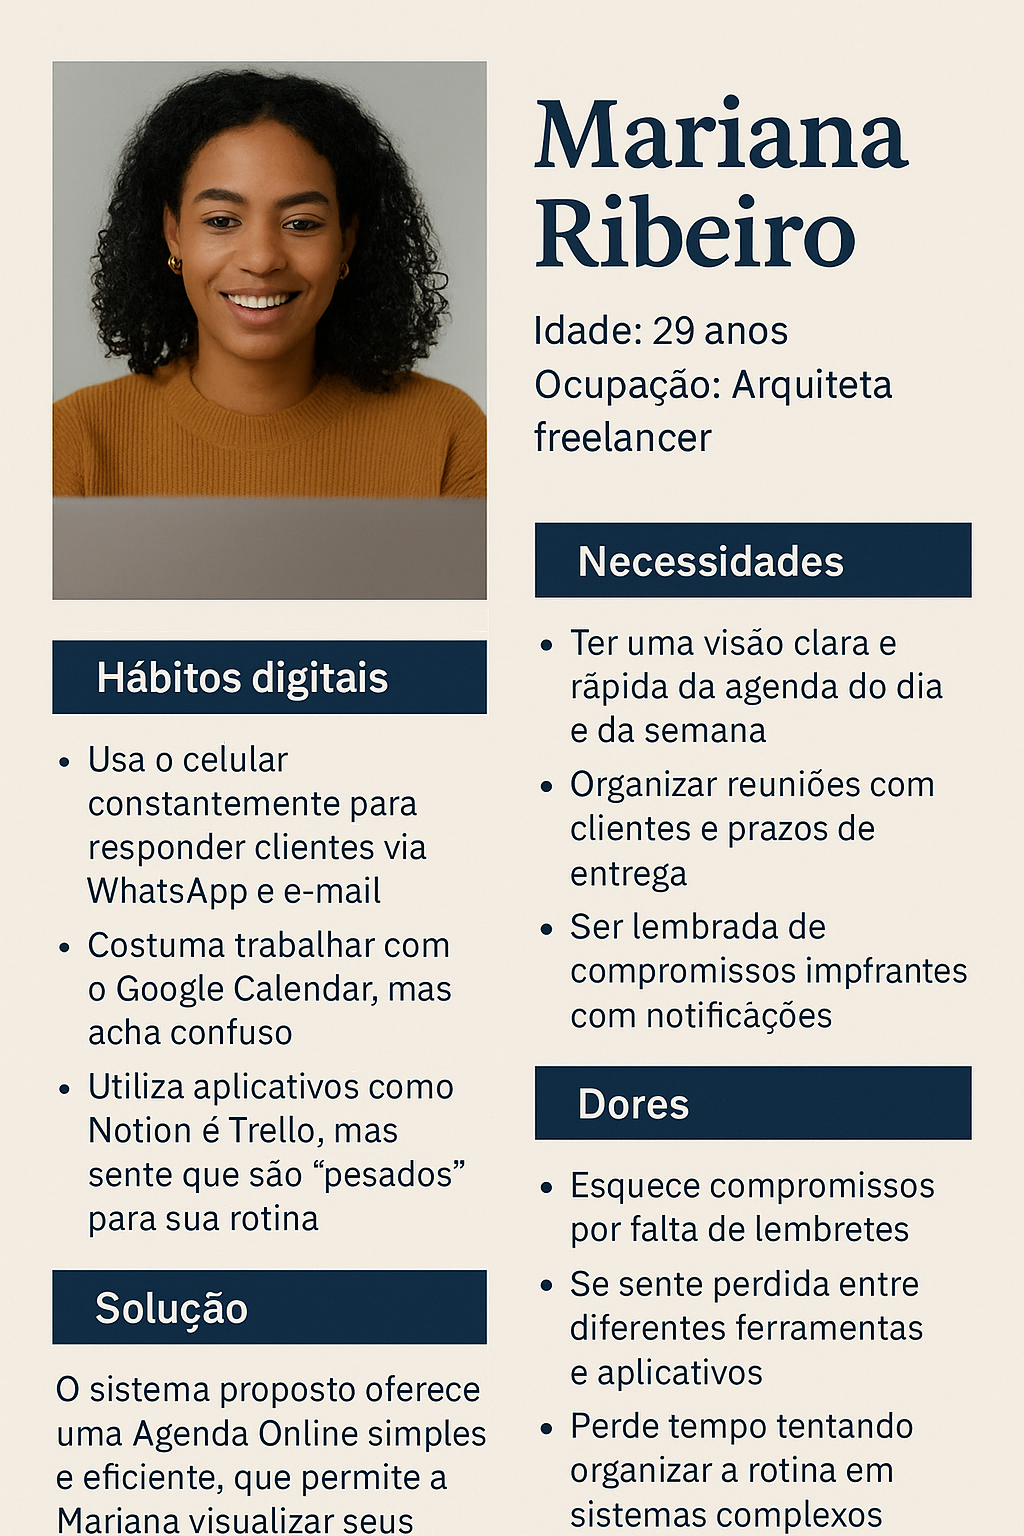 Mariana
Ribeiro
Idade: 29 anos
Ocupação: Arquiteta
freelancer
Hábitos digitais
• Usa o celular
constantemente para
responder clientes via
WhatsApp e e-mail
• Costuma trabalhar com
o Google Calendar, mas
acha confuso
• Utiliza aplicativos como
Notion é Trello, mas
sente que são “pesados”
para sua rotina
Solução
O sistema proposto oferece
uma Agenda Online simples
e eficiente, que permite a
Mariana visualizar seus
Necessidades
• Ter uma visão clara e
rãpida da agenda do dia
e da semana
• Organizar reuniões com
clientes e prazos de
entrega
• Ser lembrada de
compromissos impfrantes
com notificáções
Dores
• Esquece compromissos
por falta de lembretes
• Se sente perdida entre
diferentes ferramentas
e aplicativos
• Perde tempo tentando
organizar a rotina em
sistemas complexos